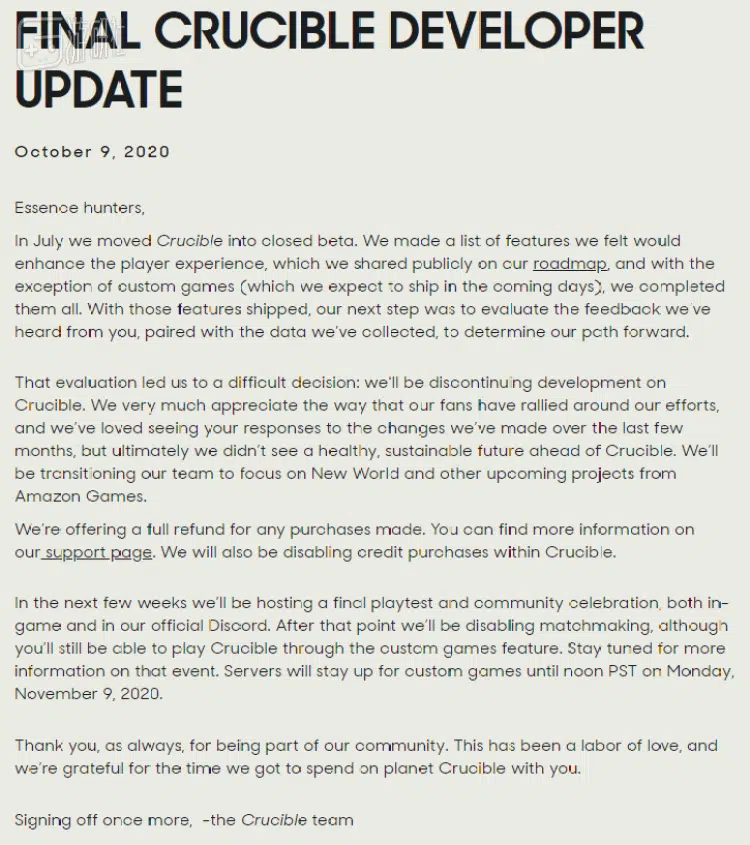 FINAL CRUCIBLE DEVELOPER
UPDATE
October 9, 2020
Essence hunters,
In July we moved Crucible into closed beta. We made a list of features we felt would
enhance the player experience, which we shared publicly on our roadmap, and with the
exception of custom games (which we expect to ship in the coming days), we completed
them all. With those features shipped, our next step was to evaluate the feedback we've
heard from you, paired with the data we've collected, to determine our path forward.
That evaluation led us to a difficult decision: we'll be discontinuing development on
Crucible. We very much appreciate the way that our fans have rallied around our efforts,
and we've loved seeing your responses to the changes we've made over the last few
months, but ultimately we didn't see a healthy, sustainable future ahead of Crucible. We'll
be transitioning our team to focus on New World and other upcoming projects from
Amazon Games.
We're offering a full refund for any purchases made. You can find more information on
our support page. We will also be disabling credit purchases within Crucible.
In the next few weeks we'll be hosting a final playtest and community celebration, both in-
game and in our official Discord. After that point we'll be disabling matchmaking, although
you'll still be able to play Crucible through the custom games feature. Stay tuned for more
information on that event. Servers will stay up for custom games until noon PST on Monday,
November 9, 2020.
Thank you, as always, for being part of our community. This has been a labor of love, and
we're grateful for the time we got to spend on planet Crucible with you.
Signing off once more, -the Crucible team